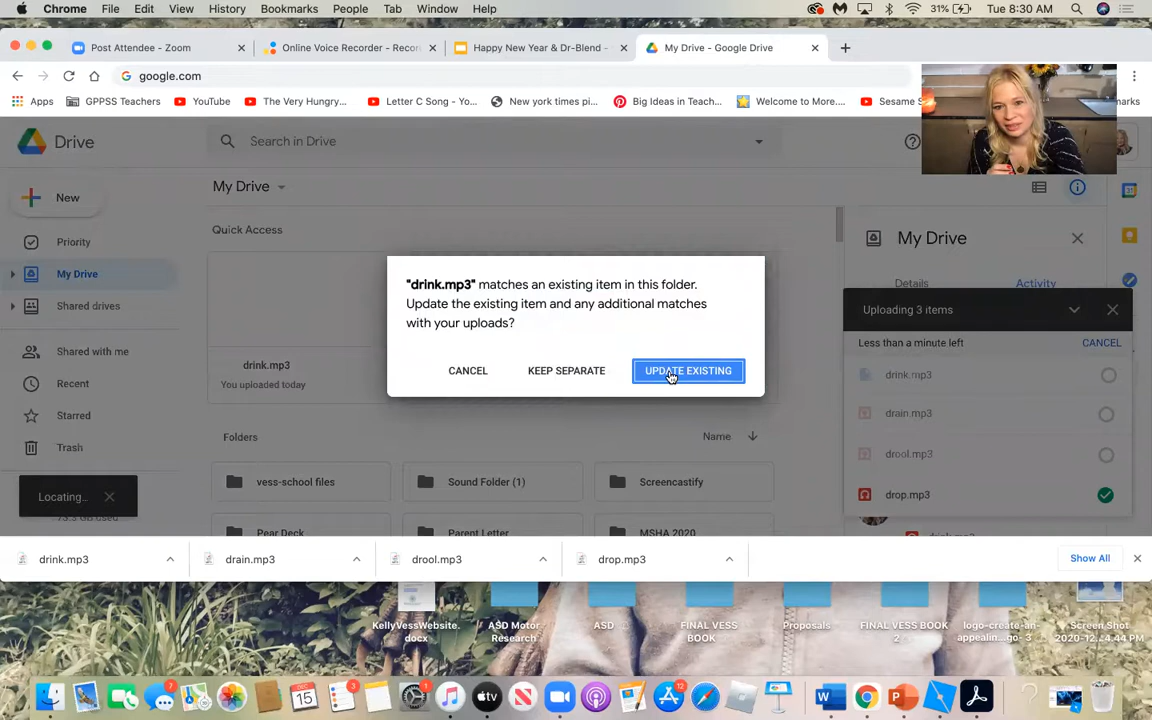 Chrome File Edit View History Bookmarks People Tab Window Help 31% Tue 8:30 AM
Post Attendee - Zoom
Online Voice Recorder - Recor
Happy New Year & Dr-Blend -
My Drive - Google Drive
google.com
Apps
GPPSS Teachers
YouTube
The Very Hungry...
Letter C Song - Yo...
New york times pi...
Big Ideas in Teach...
Welcome to More....
Sesame S
marks
Drive
Search in Drive
New
My Drive
Quick Access
My Drive
Priority
My Drive
Details
Activity
Shared drives
Shared with me
Recent
Starred
Trash
Locating...
"drink.mp3" matches an existing item in this folder.
Update the existing item and any additional matches
with your uploads?
CANCEL
KEEP SEPARATE
UPDATE EXISTING
drink.mp3
You uploaded today
Uploading 3 items
Less than a minute left
CANCEL
drink.mp3
drain.mp3
drool.mp3
drop.mp3
Folders
Name
vess-school files
Sound Folder (1)
Screencastify
Pear Deck
Parent Letter
MSHA 2020
drink.mp3
drain.mp3
drool.mp3
drop.mp3
Show All
KellyVessWebsite.
docx
ASD Motor
Research
ASD
FINAL VESS
BOOK
Proposals
FINAL VESS BOOK
2
logo-create-an-
appealin...go- 3
Screen Shot
2020-12...4.44 PM
7
DEC
15
3
1
12